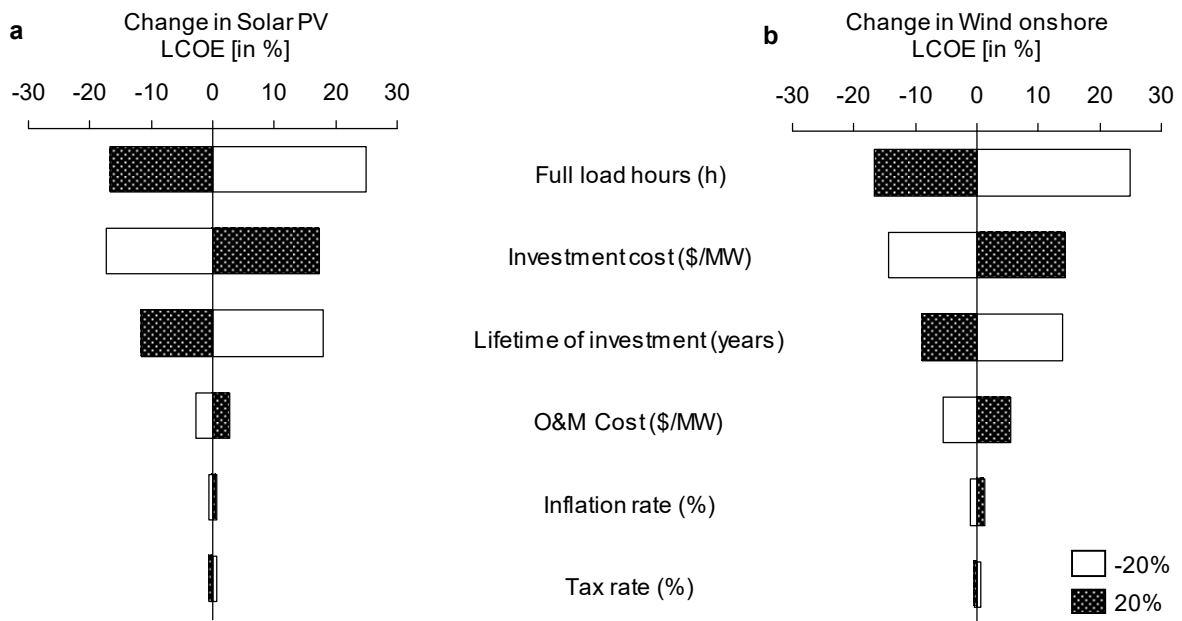 a
Change in Solar PV
LCOE [in %]
-30 -20 -10 0 10 20 30
b
Change in Wind onshore
LCOE [in %]
-30 -20 -10 0 10 20 30
Full load hours (h)
Investment cost ($/MW)
Lifetime of investment (years)
O&M Cost ($/MW)
Inflation rate (%)
Tax rate (%)
-20%
20%